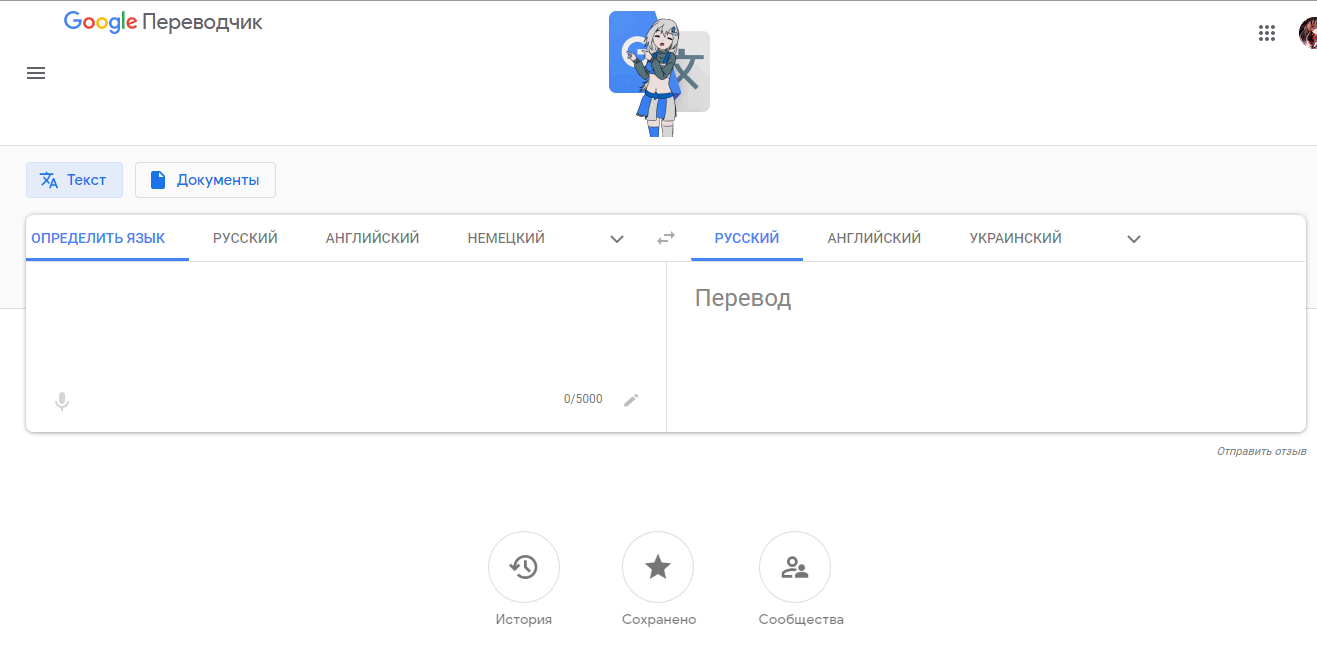 Google Переводчик
G 文
Текст Документы
ОПРЕДЕЛИТЬ ЯЗЫК РУССКИЙ АНГЛИЙСКИЙ НЕМЕЦКИЙ РУССКИЙ АНГЛИЙСКИЙ УКРАИНСКИЙ
Перевод
0/5000
Отправить отзыв
История Сохранено Сообщества